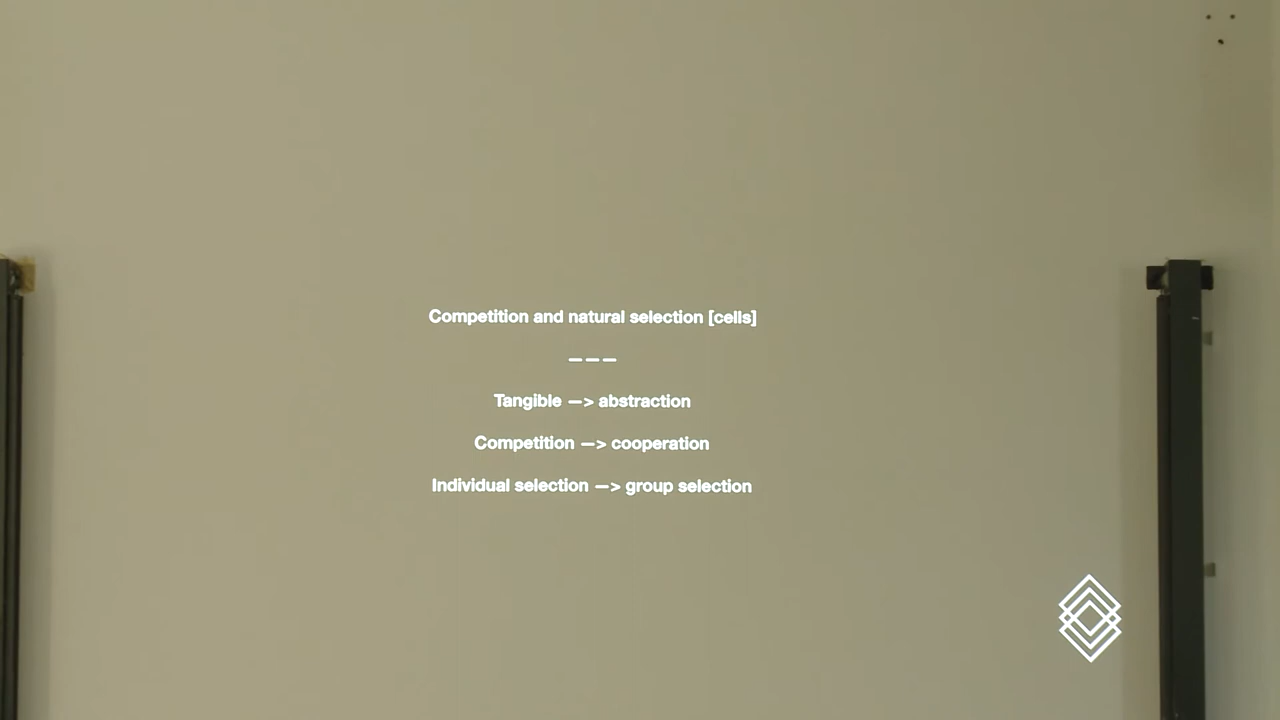 Competition and natural selection [cells]
———
Tangible —> abstraction
Competition —> cooperation
Individual selection —> group selection